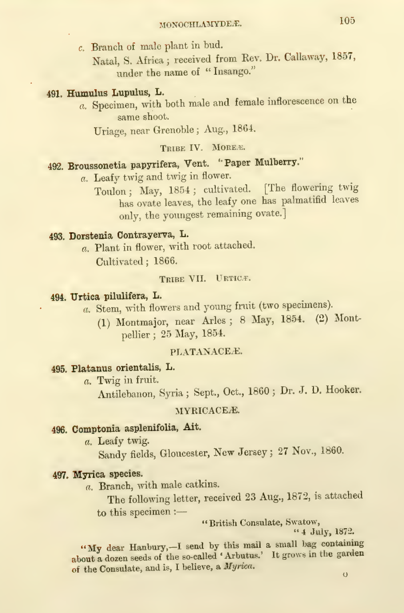 MONOCHLAMYDEÆ. 105
c. Branch of male plant in bud.
Natal, S. Africa; received from Rev. Dr. Callaway, 1857,
under the name of "Insango."
491. Humulus Lupulus, L.
a. Specimen, with both male and female inflorescence on the
same shoot.
Uriage, near Grenoble; Aug., 1864.
TRIBE IV. MOREÆ.
492. Broussonetia papyrifera, Vent. "Paper Mulberry."
a. Leafy twig and twig in flower.
Toulon; May, 1854; cultivated. [The flowering twig
has ovate leaves, the leafy one has palmatifid leaves
only, the youngest remaining ovate.]
493. Dorstenia Contrayerva, L.
a. Plant in flower, with root attached.
Cultivated; 1866.
TRIBE VII. URTICÆ.
494. Urtica pilulifera, L.
a. Stem, with flowers and young fruit (two specimens).
(1) Montmajor, near Arles; 8 May, 1854. (2) Mont-
pellier; 25 May, 1854.
PLATANACEÆ.
495. Platanus orientalis, L.
a. Twig in fruit.
Antilebanon, Syria; Sept., Oct., 1860; Dr. J. D. Hooker.
MYRICACEÆ.
496. Comptonia asplenifolia, Ait.
a. Leafy twig.
Sandy fields, Gloucester, New Jersey; 27 Nov., 1860.
497. Myrica species.
a. Branch, with male catkins.
The following letter, received 23 Aug., 1872, is attached
to this specimen :—
"British Consulate, Swatow,
"4 July, 1872.
"My dear Hanbury,—I send by this mail a small bag containing
about a dozen seeds of the so-called 'Arbutus.' It grows in the garden
of the Consulate, and is, I believe, a Myrica.
O